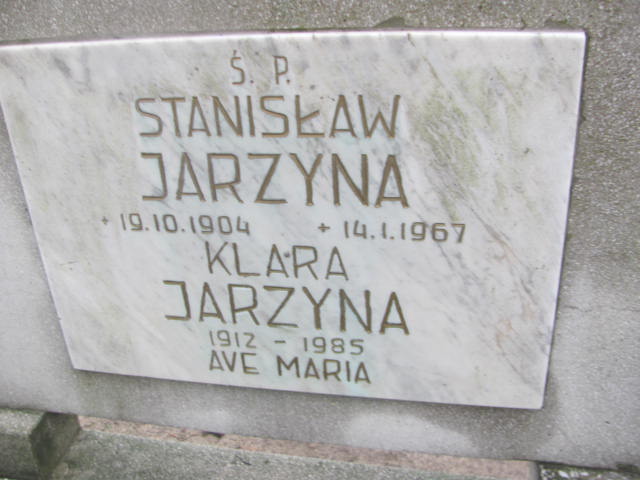 Ś. P.
STANISŁAW
JARZYNA
+ 19.10.1904 + 14.1.1967
KLARA
JARZYNA
1912 - 1985
AVE MARIA